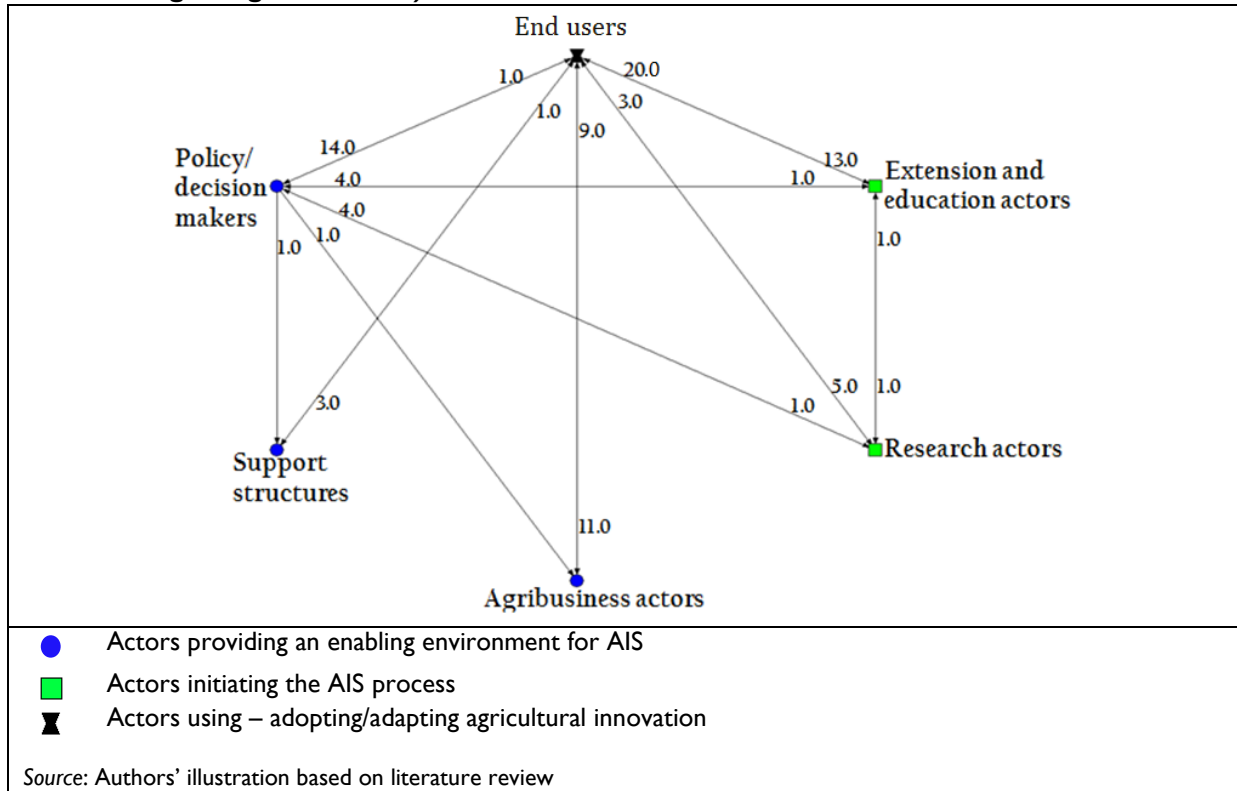 End users
1.0
20.0
1.0
3.0
9.0
Policy/
decision
makers
14.0
13.0
4.0
1.0
Extension and
education actors
4.0
1.0
1.0
1.0
3.0
5.0
1.0
1.0
Support
structures
Research actors
11.0
Agribusiness actors
Actors providing an enabling environment for AIS
Actors initiating the AIS process
Actors using – adopting/adapting agricultural innovation
Source: Authors’ illustration based on literature review